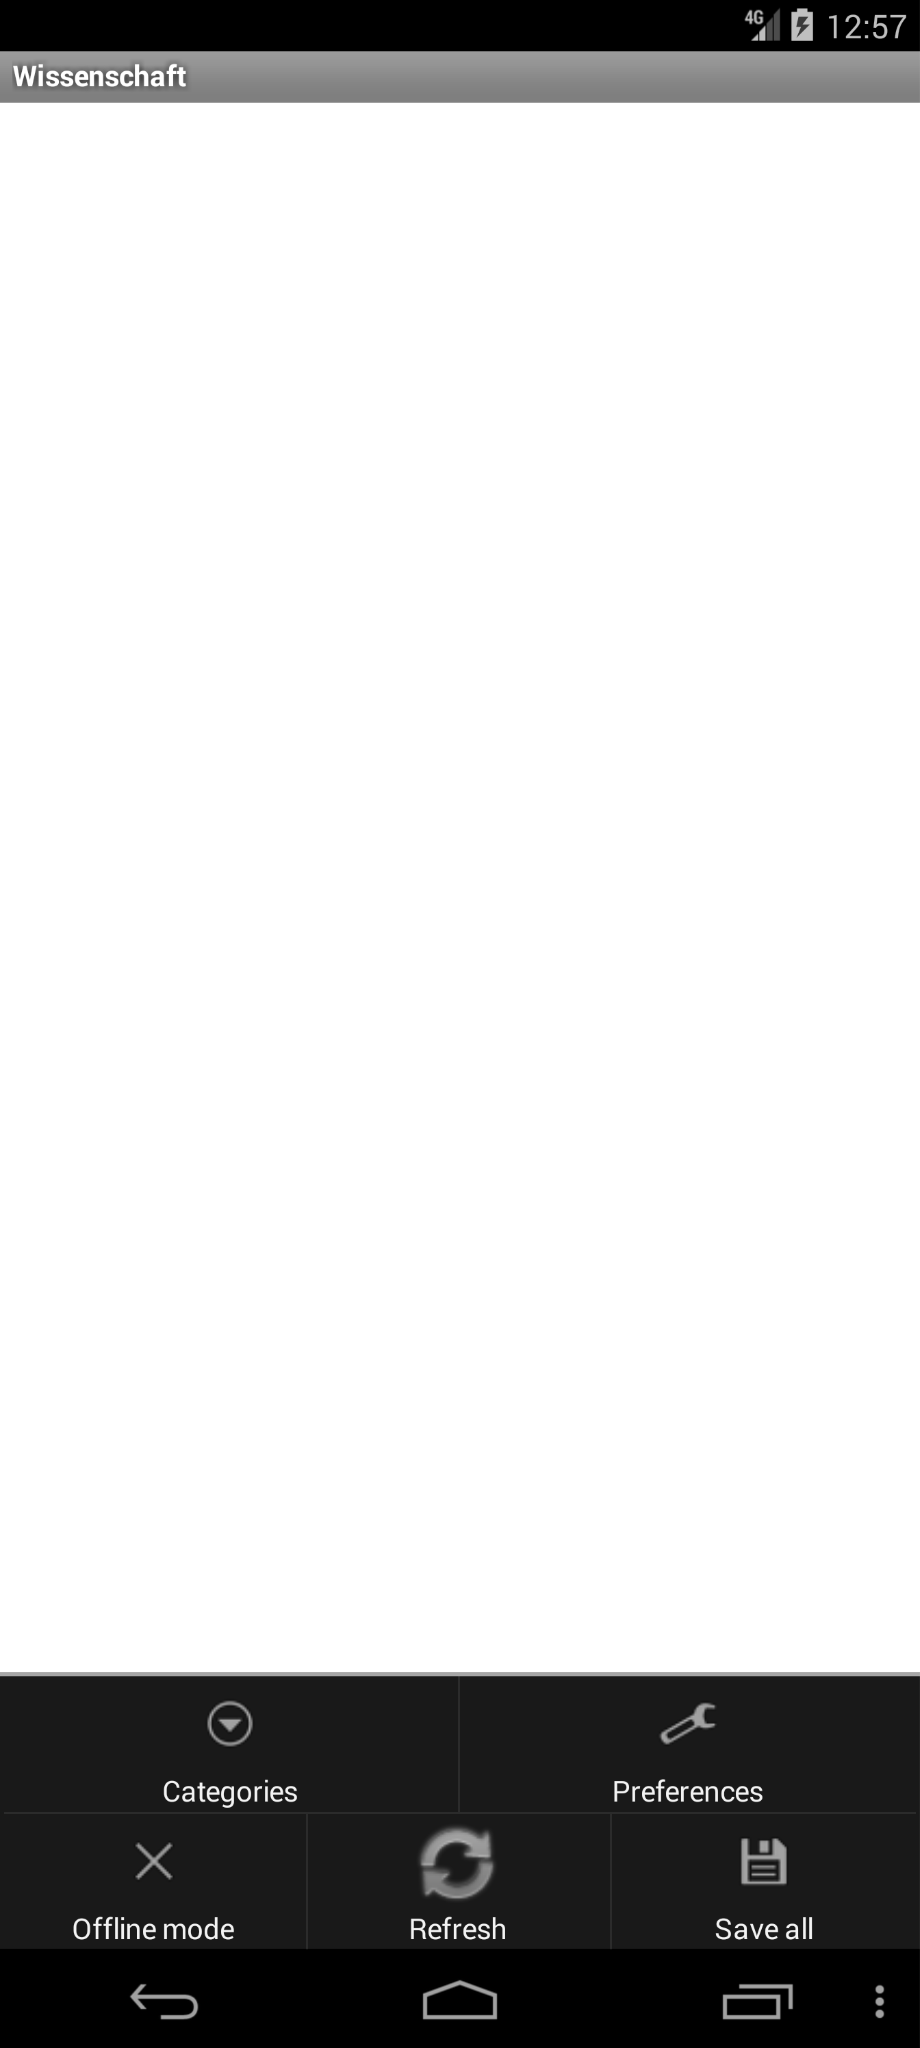 4G 12:57
Wissenschaft
Categories Preferences
Offline mode Refresh Save all